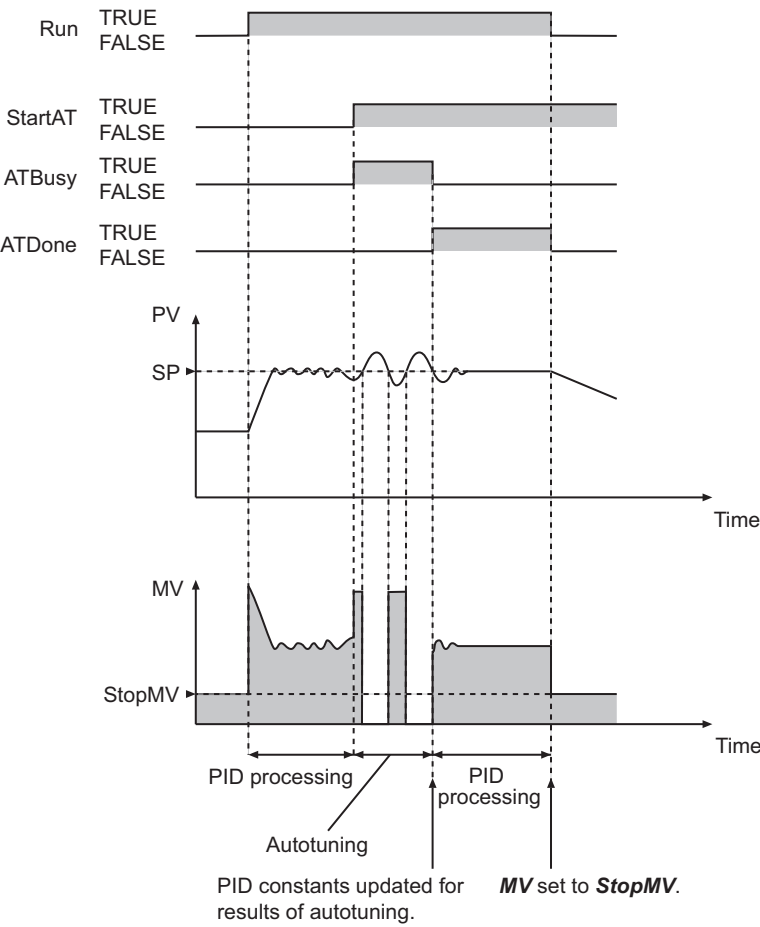 Run TRUE
FALSE
StartAT TRUE
FALSE
ATBusy TRUE
FALSE
ATDone TRUE
FALSE
PV
SP
Time
MV
StopMV
Time
PID processing
PID
processing
Autotuning
PID constants updated for
results of autotuning.
MV set to StopMV.